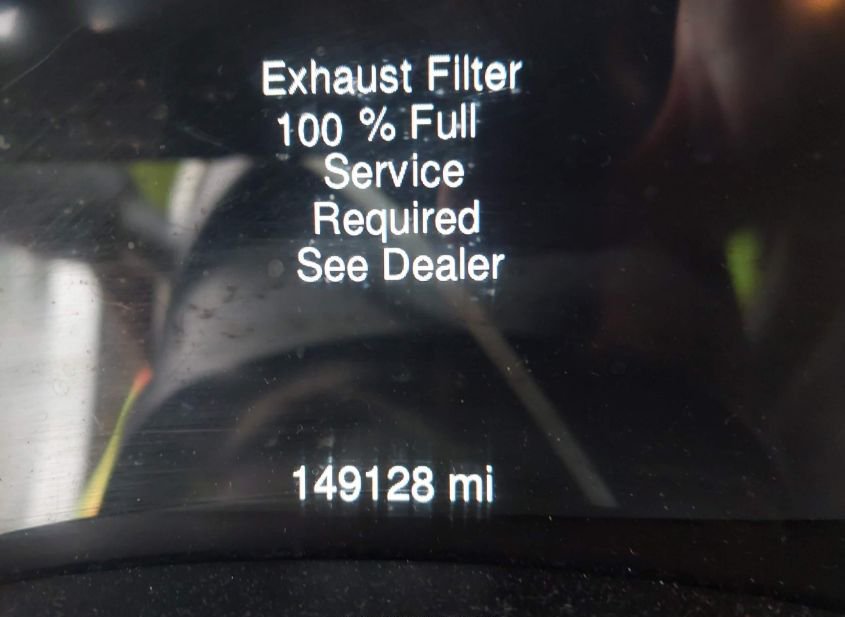 Exhaust Filter
100 % Full
Service
Required
See Dealer
149128 mi